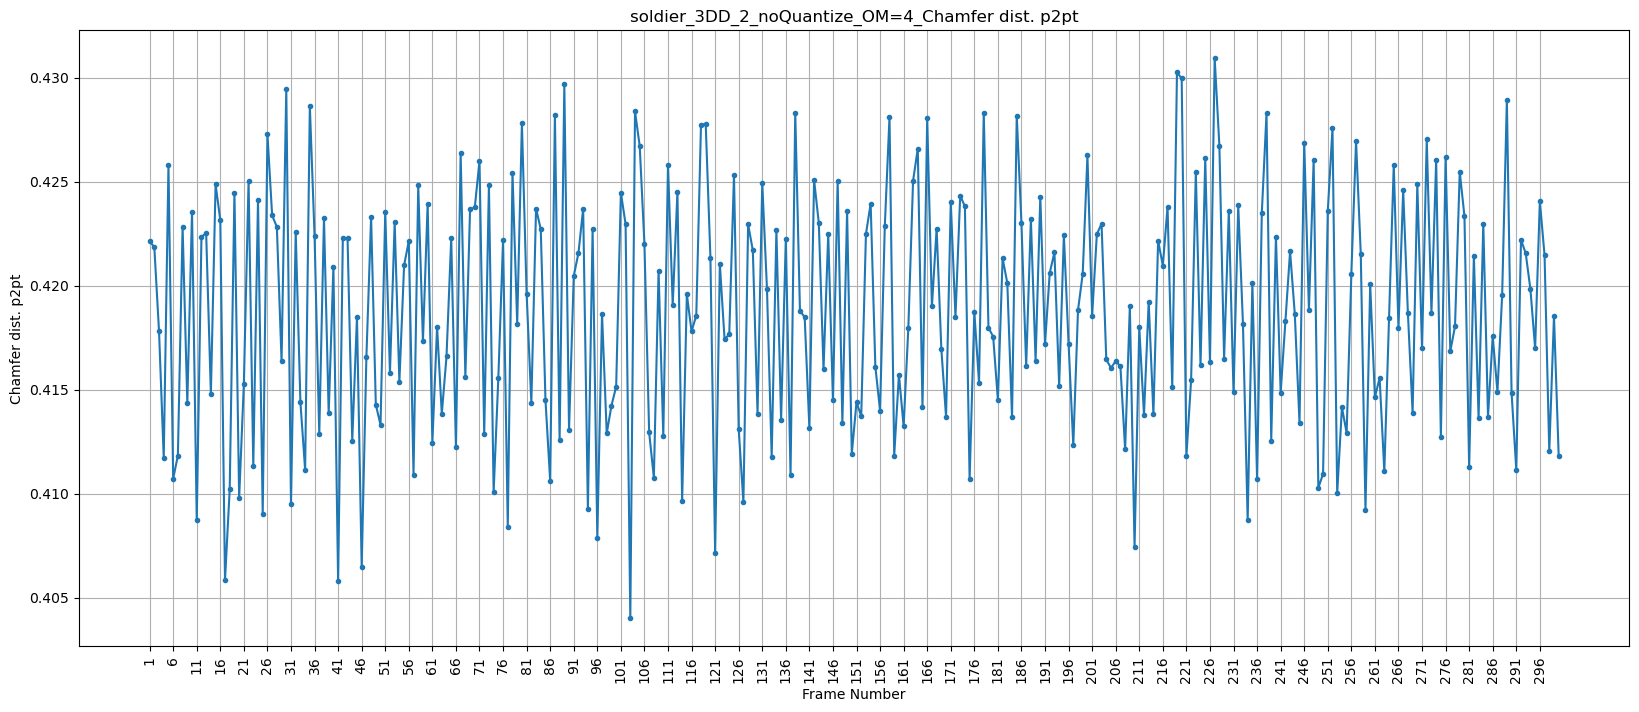 soldier_3DD_2_noQuantize_OM=4_Chamfer dist. p2pt
0.430
0.425
0.420
0.415
0.410
0.405
Chamfer dist. p2pt
1 6 11 16 21 26 31 36 41 46 51 56 61 66 71 76 81 86 91 96 101 106 111 116 121 126 131 136 141 146 151 156 161 166 171 176 181 186 191 196 201 206 211 216 221 226 231 236 241 246 251 256 261 266 271 276 281 286 291 296
Frame Number